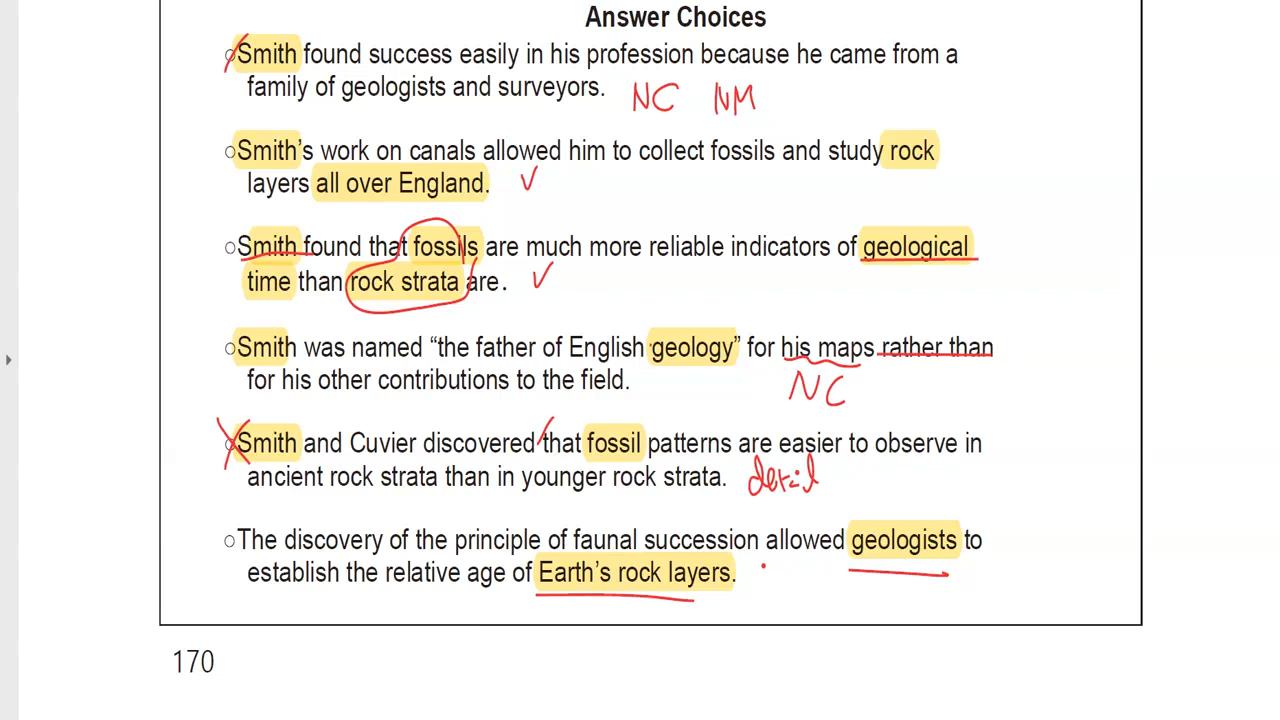 Answer Choices
○Smith found success easily in his profession because he came from a
family of geologists and surveyors.
NC NM
○Smith's work on canals allowed him to collect fossils and study rock
layers all over England.
○Smith found that fossils are much more reliable indicators of geological
time than rock strata are.
○Smith was named “the father of English geology” for his maps rather than
for his other contributions to the field.
NC
○Smith and Cuvier discovered that fossil patterns are easier to observe in
ancient rock strata than in younger rock strata.
detail
○The discovery of the principle of faunal succession allowed geologists to
establish the relative age of Earth's rock layers.
170